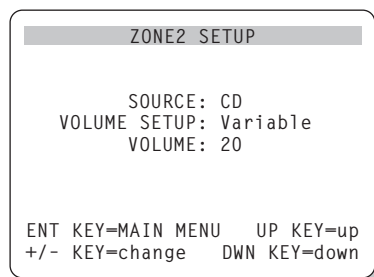 ZONE2 SETUP
SOURCE: CD
VOLUME SETUP: Variable
VOLUME: 20
ENT KEY=MAIN MENU UP KEY=up
+/- KEY=change DWN KEY=down